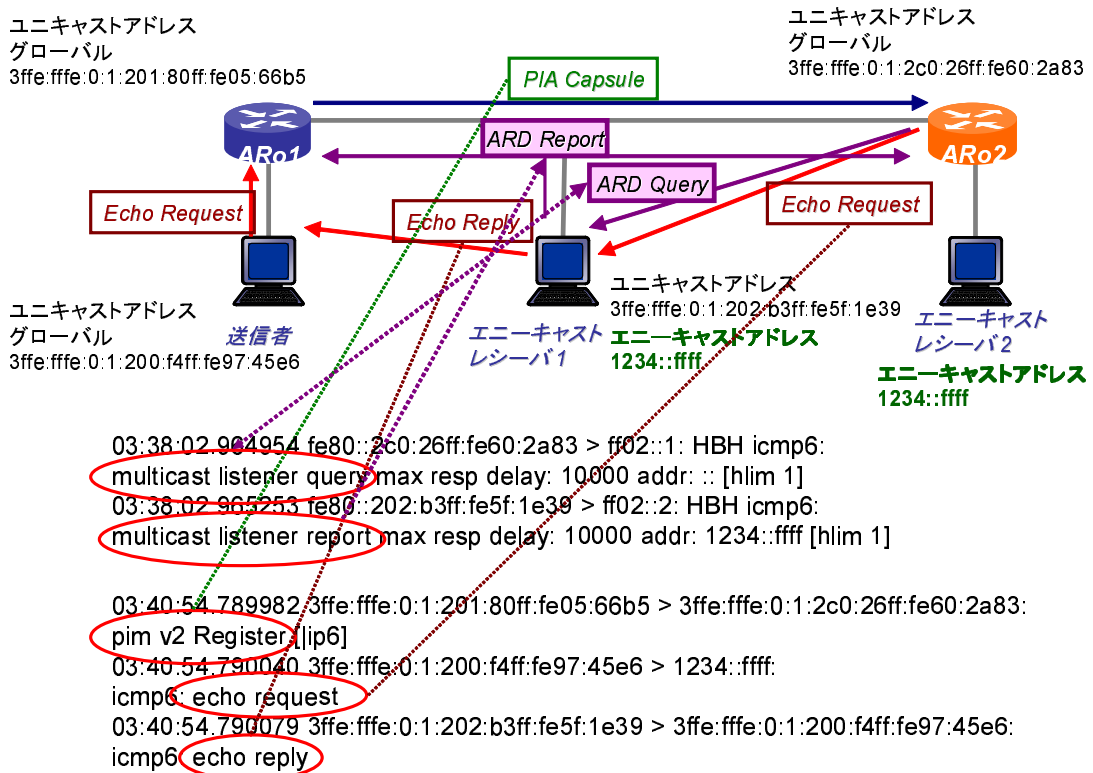 ユニキャストアドレス
グローバル
3ffe:fffe:0:1:201:80ff:fe05:66b5
ユニキャストアドレス
グローバル
3ffe:fffe:0:1:2c0:26ff:fe60:2a83
PIA Capsule
ARo1
ARD Report
ARo2
ARD Query
Echo Request
Echo Reply
Echo Request
ユニキャストアドレス
グローバル
3ffe:fffe:0:1:200:f4ff:fe97:45e6
送信者
エニーキャスト
レシーバ1
ユニキャストアドレス
3ffe:fffe:0:1:202:b3ff:fe5f:1e39
エニーキャストアドレス
1234::ffff
エニーキャスト
レシーバ2
エニーキャストアドレス
1234::ffff
03:38:02.964954 fe80::2c0:26ff:fe60:2a83 > ff02::1: HBH icmp6:
multicast listener query max resp delay: 10000 addr: :: [hlim 1]
03:38:02.965253 fe80::202:b3ff:fe5f:1e39 > ff02::2: HBH icmp6:
multicast listener report max resp delay: 10000 addr: 1234::ffff [hlim 1]
03:40:54.789982 3ffe:fffe:0:1:201:80ff:fe05:66b5 > 3ffe:fffe:0:1:2c0:26ff:fe60:2a83:
pim v2 Register [|ip6]
03:40:54.790040 3ffe:fffe:0:1:200:f4ff:fe97:45e6 > 1234::ffff:
icmp6: echo request
03:40:54.790079 3ffe:fffe:0:1:202:b3ff:fe5f:1e39 > 3ffe:fffe:0:1:200:f4ff:fe97:45e6:
icmp6: echo reply